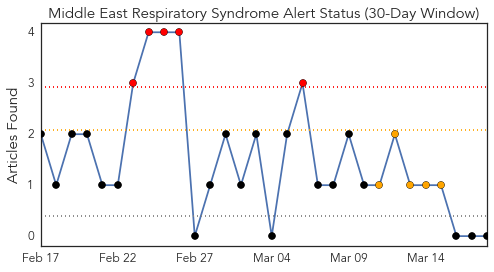 Middle East Respiratory Syndrome Alert Status (30-Day Window)
Articles Found
4
3
2
1
0
Feb 17 Feb 22 Feb 27 Mar 04 Mar 09 Mar 14